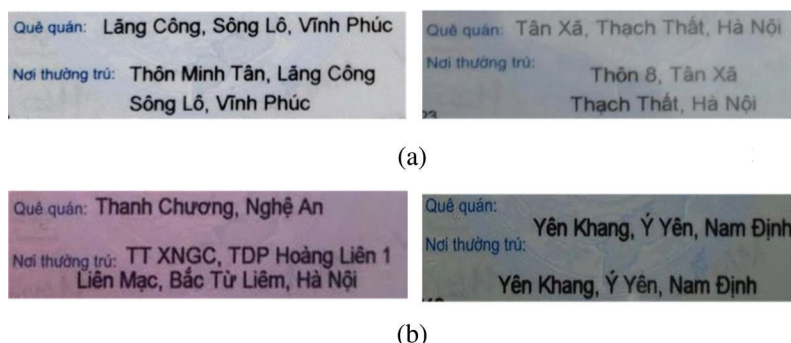 Quê quán: Lãng Công, Sông Lô, Vĩnh Phúc
Nơi thường trú: Thôn Minh Tân, Lãng Công
Sông Lô, Vĩnh Phúc
Quê quán: Tân Xã, Thạch Thất, Hà Nội
Nơi thường trú:
Thôn 8, Tân Xã
Thạch Thất, Hà Nội
23
(a)
Quê quán: Thanh Chương, Nghệ An
Nơi thường trú: TT XNGC, TDP Hoàng Liên 1
Liên Mạc, Bắc Từ Liêm, Hà Nội
Quê quán:
Yên Khang, Ý Yên, Nam Định
Nơi thường trú:
Yên Khang, Ý Yên, Nam Định
(b)